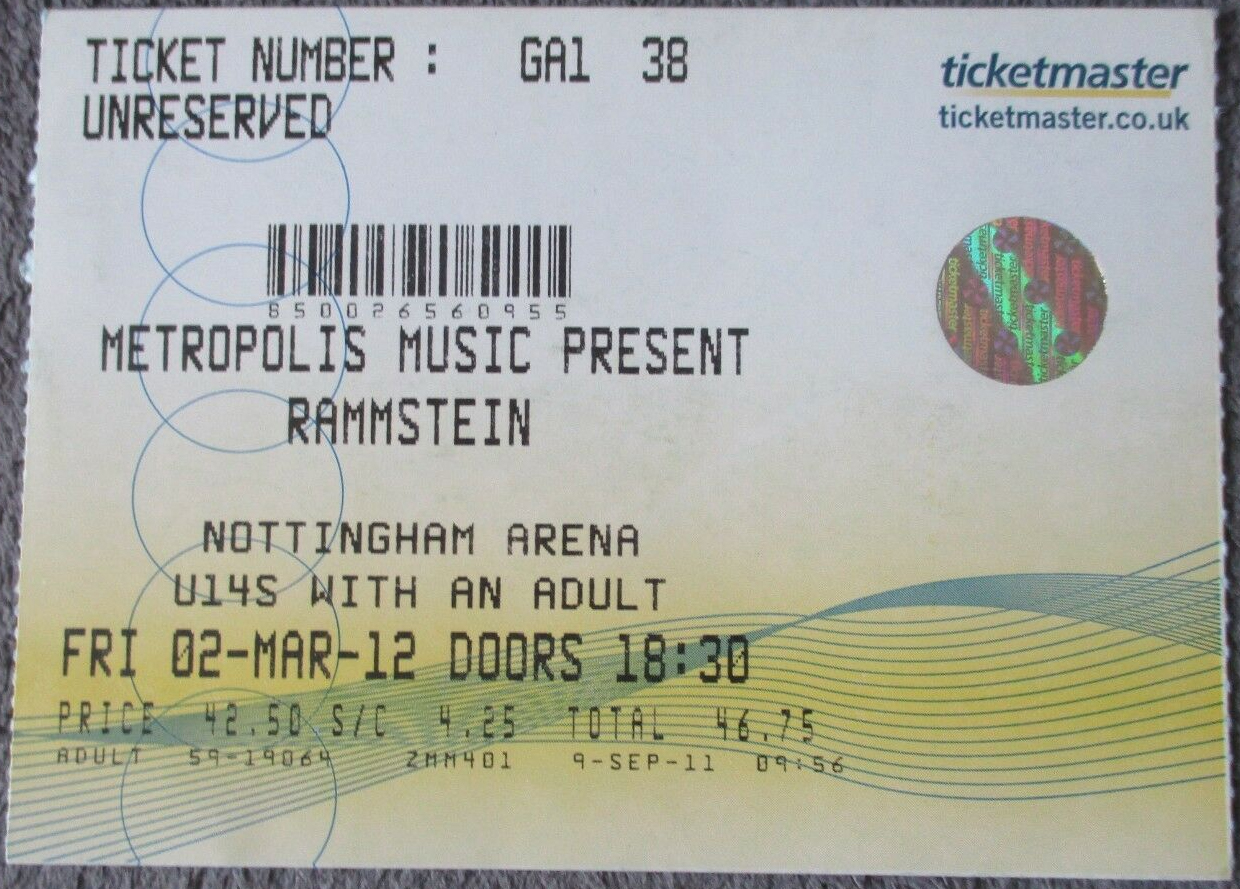 TICKET NUMBER : GA1 38
UNRESERVED
ticketmaster
ticketmaster.co.uk
850026560955
METROPOLIS MUSIC PRESENT
RAMMSTEIN
NOTTINGHAM ARENA
U14S WITH AN ADULT
FRI 02-MAR-12 DOORS 18:30
PRICE 42.50 S/C 4.25 TOTAL 46.75
ADULT 59-19064 ZMM401 9-SEP-11 09:56